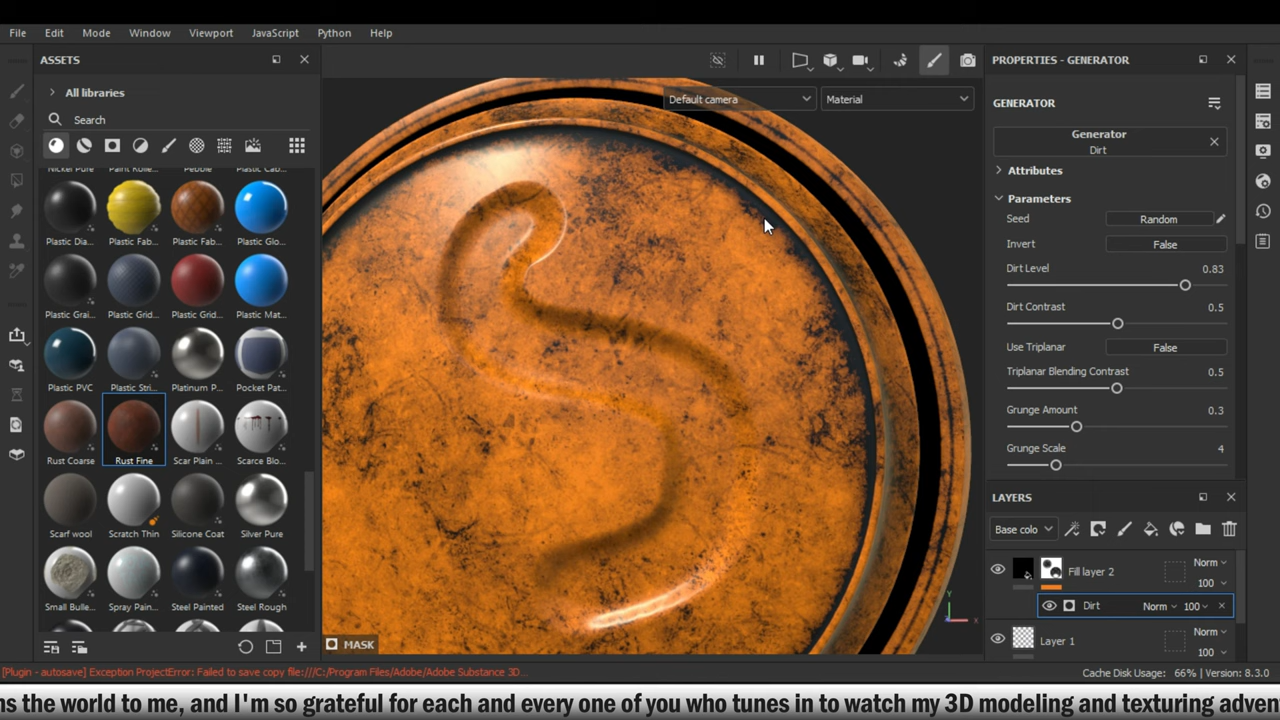 File Edit Mode Window Viewport JavaScript Python Help
ASSETS
All libraries
Search
Plastic Dia...
Plastic Fab...
Plastic Fab...
Plastic Glo...
Plastic Grai...
Plastic Grid...
Plastic Grid...
Plastic Mat...
Plastic PVC
Plastic Stri...
Platinum P...
Pocket Pat...
Rust Coarse
Rust Fine
Scar Plain ...
Scarce Blo...
Scarf wool
Scratch Thin
Silicone Coat
Silver Pure
Small Bulle...
Spray Pain...
Steel Painted
Steel Rough
Default camera
Material
Y
MASK
PROPERTIES - GENERATOR
GENERATOR
Generator
Dirt
Attributes
Parameters
Seed Random
Invert False
Dirt Level 0.83
Dirt Contrast 0.5
Use Triplanar False
Triplanar Blending Contrast 0.5
Grunge Amount 0.3
Grunge Scale 4
LAYERS
Base colo
Fill layer 2 Norm
100
Dirt Norm 100
Layer 1 Norm
100
[Plugin - autosave] Exception ProjectError: Failed to save copy file:///C:/Program Files/Adobe/Adobe Substance 3D...
Cache Disk Usage: 66% | Version: 8.3.0
ns the world to me, and I'm so grateful for each and every one of you who tunes in to watch my 3D modeling and texturing adven